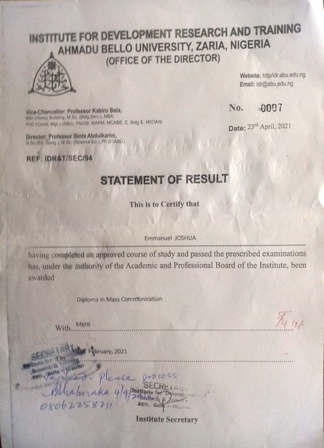 INSTITUTE FOR DEVELOPMENT RESEARCH AND TRAINING
AHMADU BELLO UNIVERSITY, ZARIA, NIGERIA
(OFFICE OF THE DIRECTOR)
Website: http/idr.abu.edu.ng
Email: idr@abu.edu.ng
Vice-Chancellor: Professor Kabiru Bala,
No. -0007
Director: Professor Binta Abdulkarim,
Date: 23rd April, 2021
REF: IDR&T/SEC/94
STATEMENT OF RESULT
This is to Certify that
Emmanuel JOSHUA
having completed an approved course of study and passed the prescribed examinations
has, under the authority of the Academic and Professional Board of the Institute, been
awarded
Diploma in Mass Communication
With Merit
February, 2021
Please process
08062258711
Institute Secretary